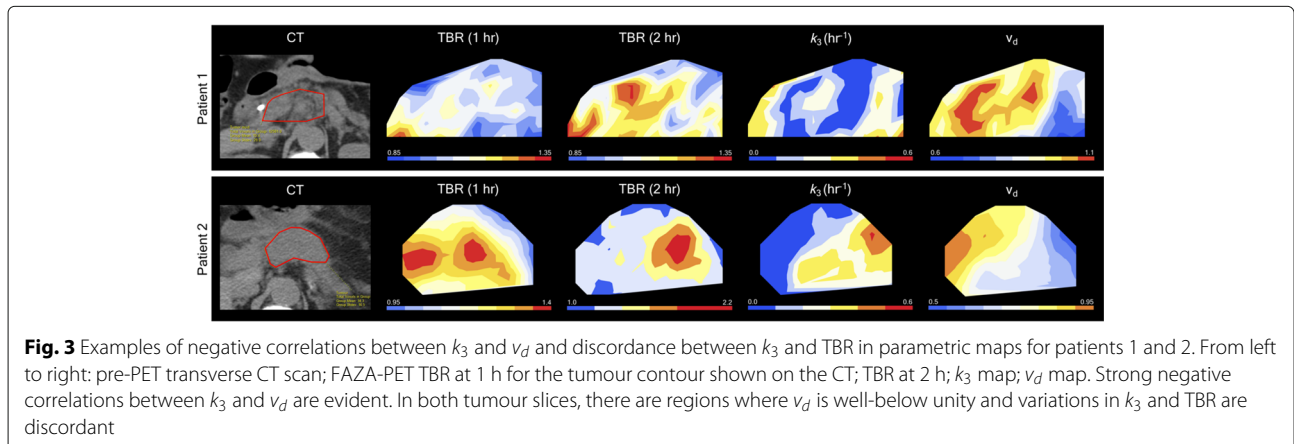 CT TBR (1 hr) TBR (2 hr) k₃ (hr⁻¹) v_d
Patient 1
0.85 1.35 0.85 1.35 0.0 0.6 0.6 1.1
CT TBR (1 hr) TBR (2 hr) k₃ (hr⁻¹) v_d
Patient 2
0.95 1.4 1.0 2.2 0.0 0.6 0.5 0.95
Fig. 3 Examples of negative correlations between k₃ and v_d and discordance between k₃ and TBR in parametric maps for patients 1 and 2. From left
to right: pre-PET transverse CT scan; FAZA-PET TBR at 1 h for the tumour contour shown on the CT; TBR at 2 h; k₃ map; v_d map. Strong negative
correlations between k₃ and v_d are evident. In both tumour slices, there are regions where v_d is well-below unity and variations in k₃ and TBR are
discordant